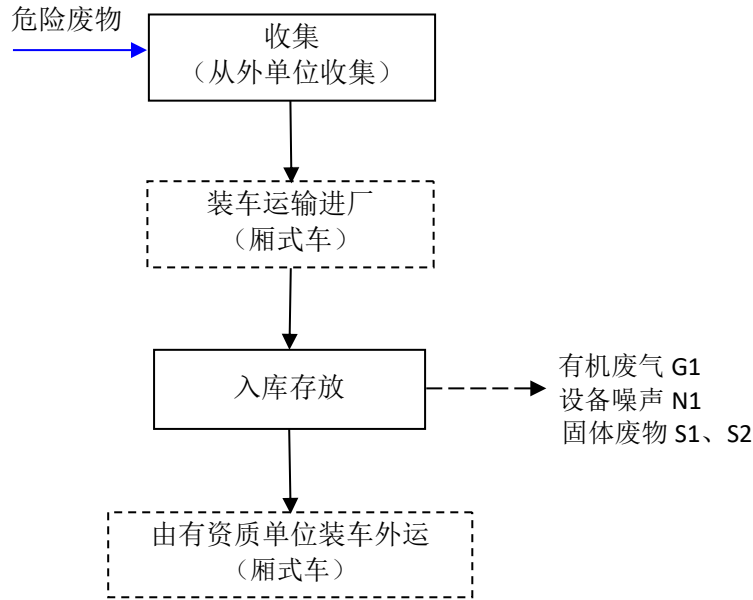 危险废物
收集
（从外单位收集）
装车运输进厂
（厢式车）
入库存放
有机废气 G1
设备噪声 N1
固体废物 S1、S2
由有资质单位装车外运
（厢式车）